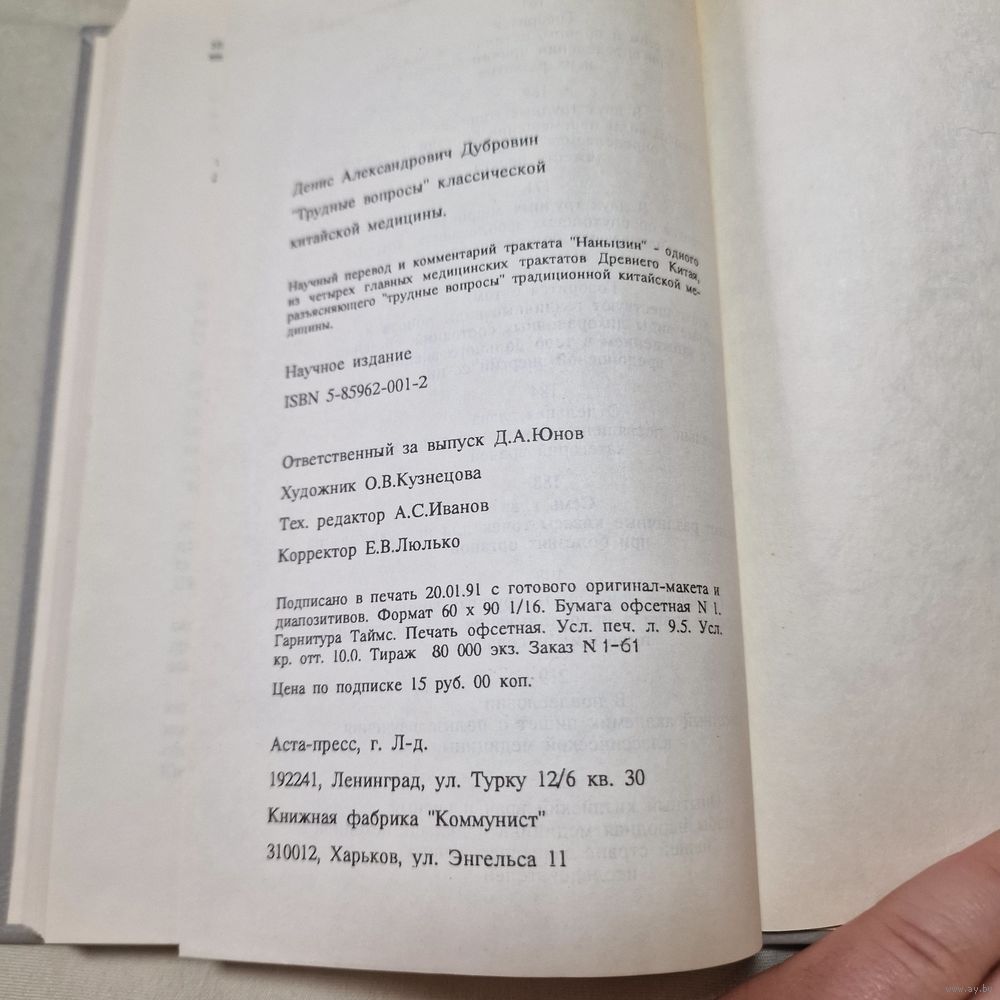 Денис Александрович Дубровин
"Трудные вопросы" классической
китайской медицины.
Научный перевод и комментарий трактата "Наньцзин" - одного
из четырех главных медицинских трактатов Древнего Китая,
разъясняющего "трудные вопросы" традиционной китайской ме-
дицины.
Научное издание
ISBN 5-85962-001-2
Ответственный за выпуск Д.А.Юнов
Художник О.В.Кузнецова
Тех. редактор А.С.Иванов
Корректор Е.В.Люлько
Подписано в печать 20.01.91 с готового оригинал-макета и
диапозитивов. Формат 60 х 90 1/16. Бумага офсетная N 1.
Гарнитура Таймс. Печать офсетная. Усл. печ. л. 9.5. Усл.
кр. отт. 10.0. Тираж 80 000 экз. Заказ N 1-61
Цена по подписке 15 руб. 00 коп.
Аста-пресс, г. Л-д.
192241, Ленинград, ул. Турку 12/6 кв. 30
Книжная фабрика "Коммунист"
310012, Харьков, ул. Энгельса 11
www.ay.by